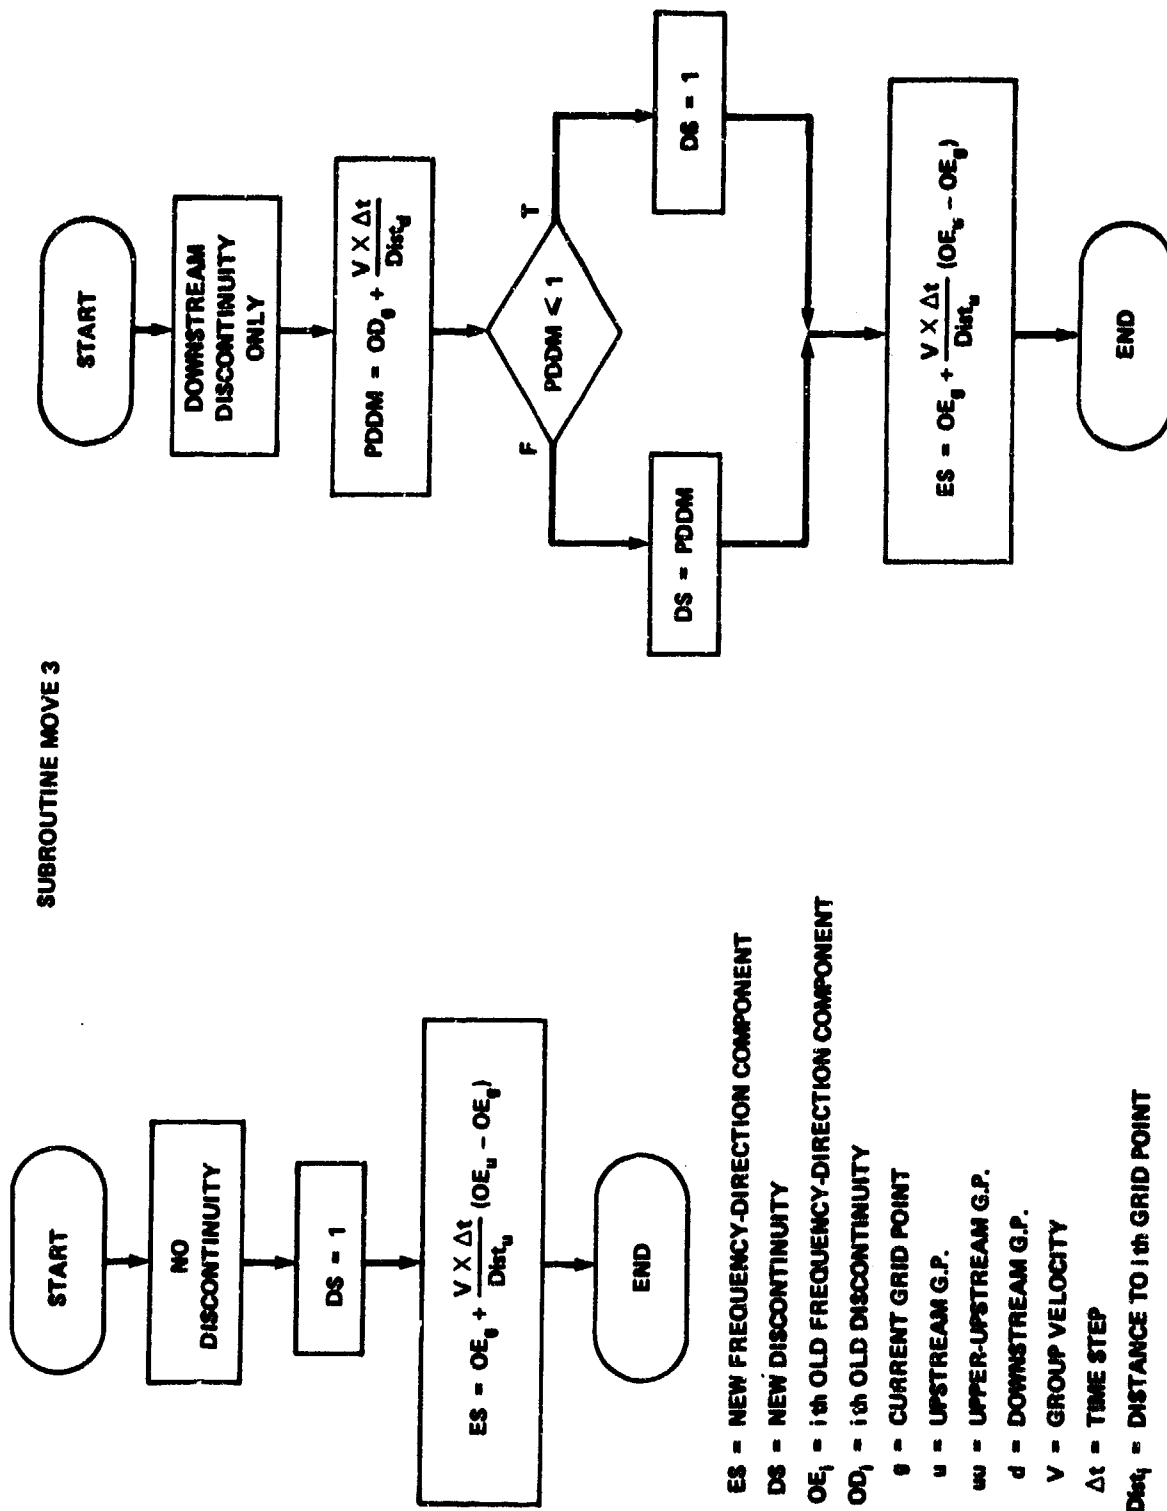 SUBROUTINE MOVE 3
START
NO
DISCONTINUITY
DS = 1
ES = OE_g + V X Δt / Dist_u (OE_u - OE_g)
END
START
DOWNSTREAM
DISCONTINUITY
ONLY
PDDM = OD_g + V X Δt / Dist_d
PDDM < 1
F
T
DS = PDDM
DS = 1
ES = OE_g + V X Δt / Dist_u (OE_u - OE_g)
END
ES = NEW FREQUENCY-DIRECTION COMPONENT
DS = NEW DISCONTINUITY
OE_i = i th OLD FREQUENCY-DIRECTION COMPONENT
OD_i = i th OLD DISCONTINUITY
g = CURRENT GRID POINT
u = UPSTREAM G.P.
uu = UPPER-UPSTREAM G.P.
d = DOWNSTREAM G.P.
V = GROUP VELOCITY
Δt = TIME STEP
Dist_i = DISTANCE TO i th GRID POINT